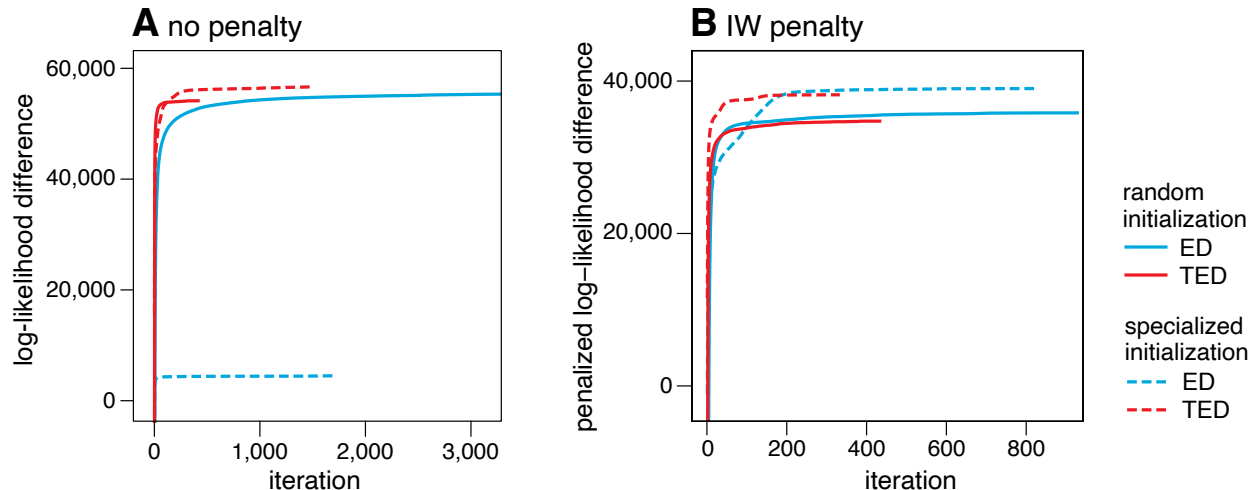 A no penalty
log-likelihood difference
60,000
40,000
20,000
0
0
1,000
2,000
3,000
iteration
B IW penalty
penalized log–likelihood difference
40,000
20,000
0
0
200
400
600
800
iteration
random
initialization
ED
TED
specialized
initialization
ED
TED